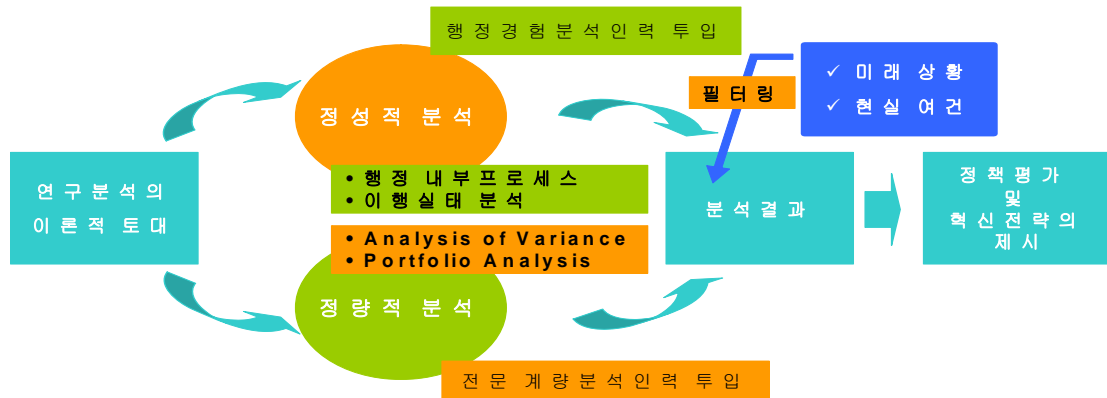 행정경험분석인력 투입
정성적 분석
필터링
✓ 미래 상황
✓ 현실 여건
연구분석의
이론적 토대
• 행정 내부프로세스
• 이행실태 분석
• Analysis of Variance
• Portfolio Analysis
분석결과
정책평가
및
혁신전략의
제시
정량적 분석
전문 계량분석인력 투입